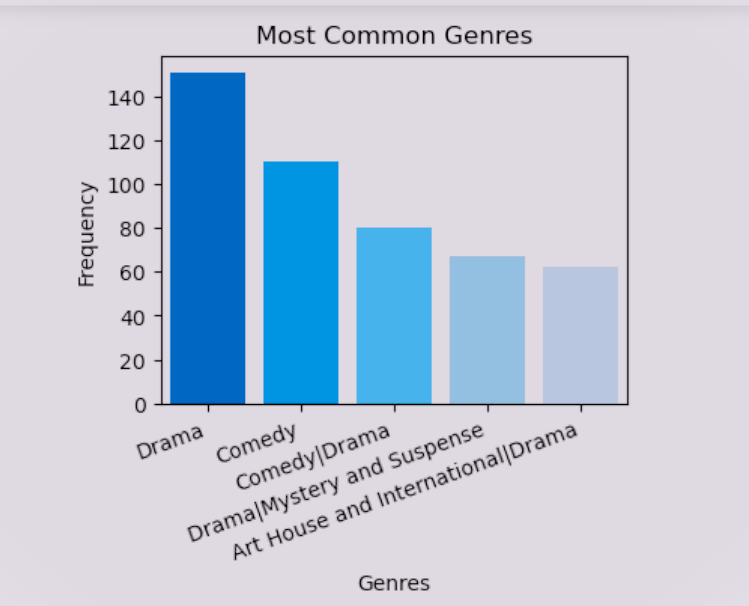 Most Common Genres
Frequency
140
120
100
80
60
40
20
0
Drama
Comedy
Comedy|Drama
Drama|Mystery and Suspense
Art House and International|Drama
Genres